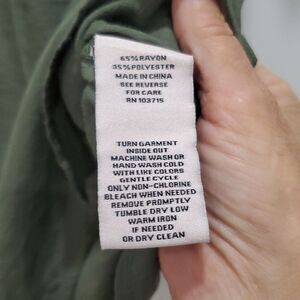 65% RAYON
35% POLYESTER
MADE IN CHINA
SEE REVERSE
FOR CARE
RN 103715
TURN GARMENT
INSIDE OUT
MACHINE WASH OR
HAND WASH COLD
WITH LIKE COLORS
GENTLE CYCLE
ONLY NON-CHLORINE
BLEACH WHEN NEEDED
REMOVE PROMPTLY
TUMBLE DRY LOW
WARM IRON
IF NEEDED
OR DRY CLEAN